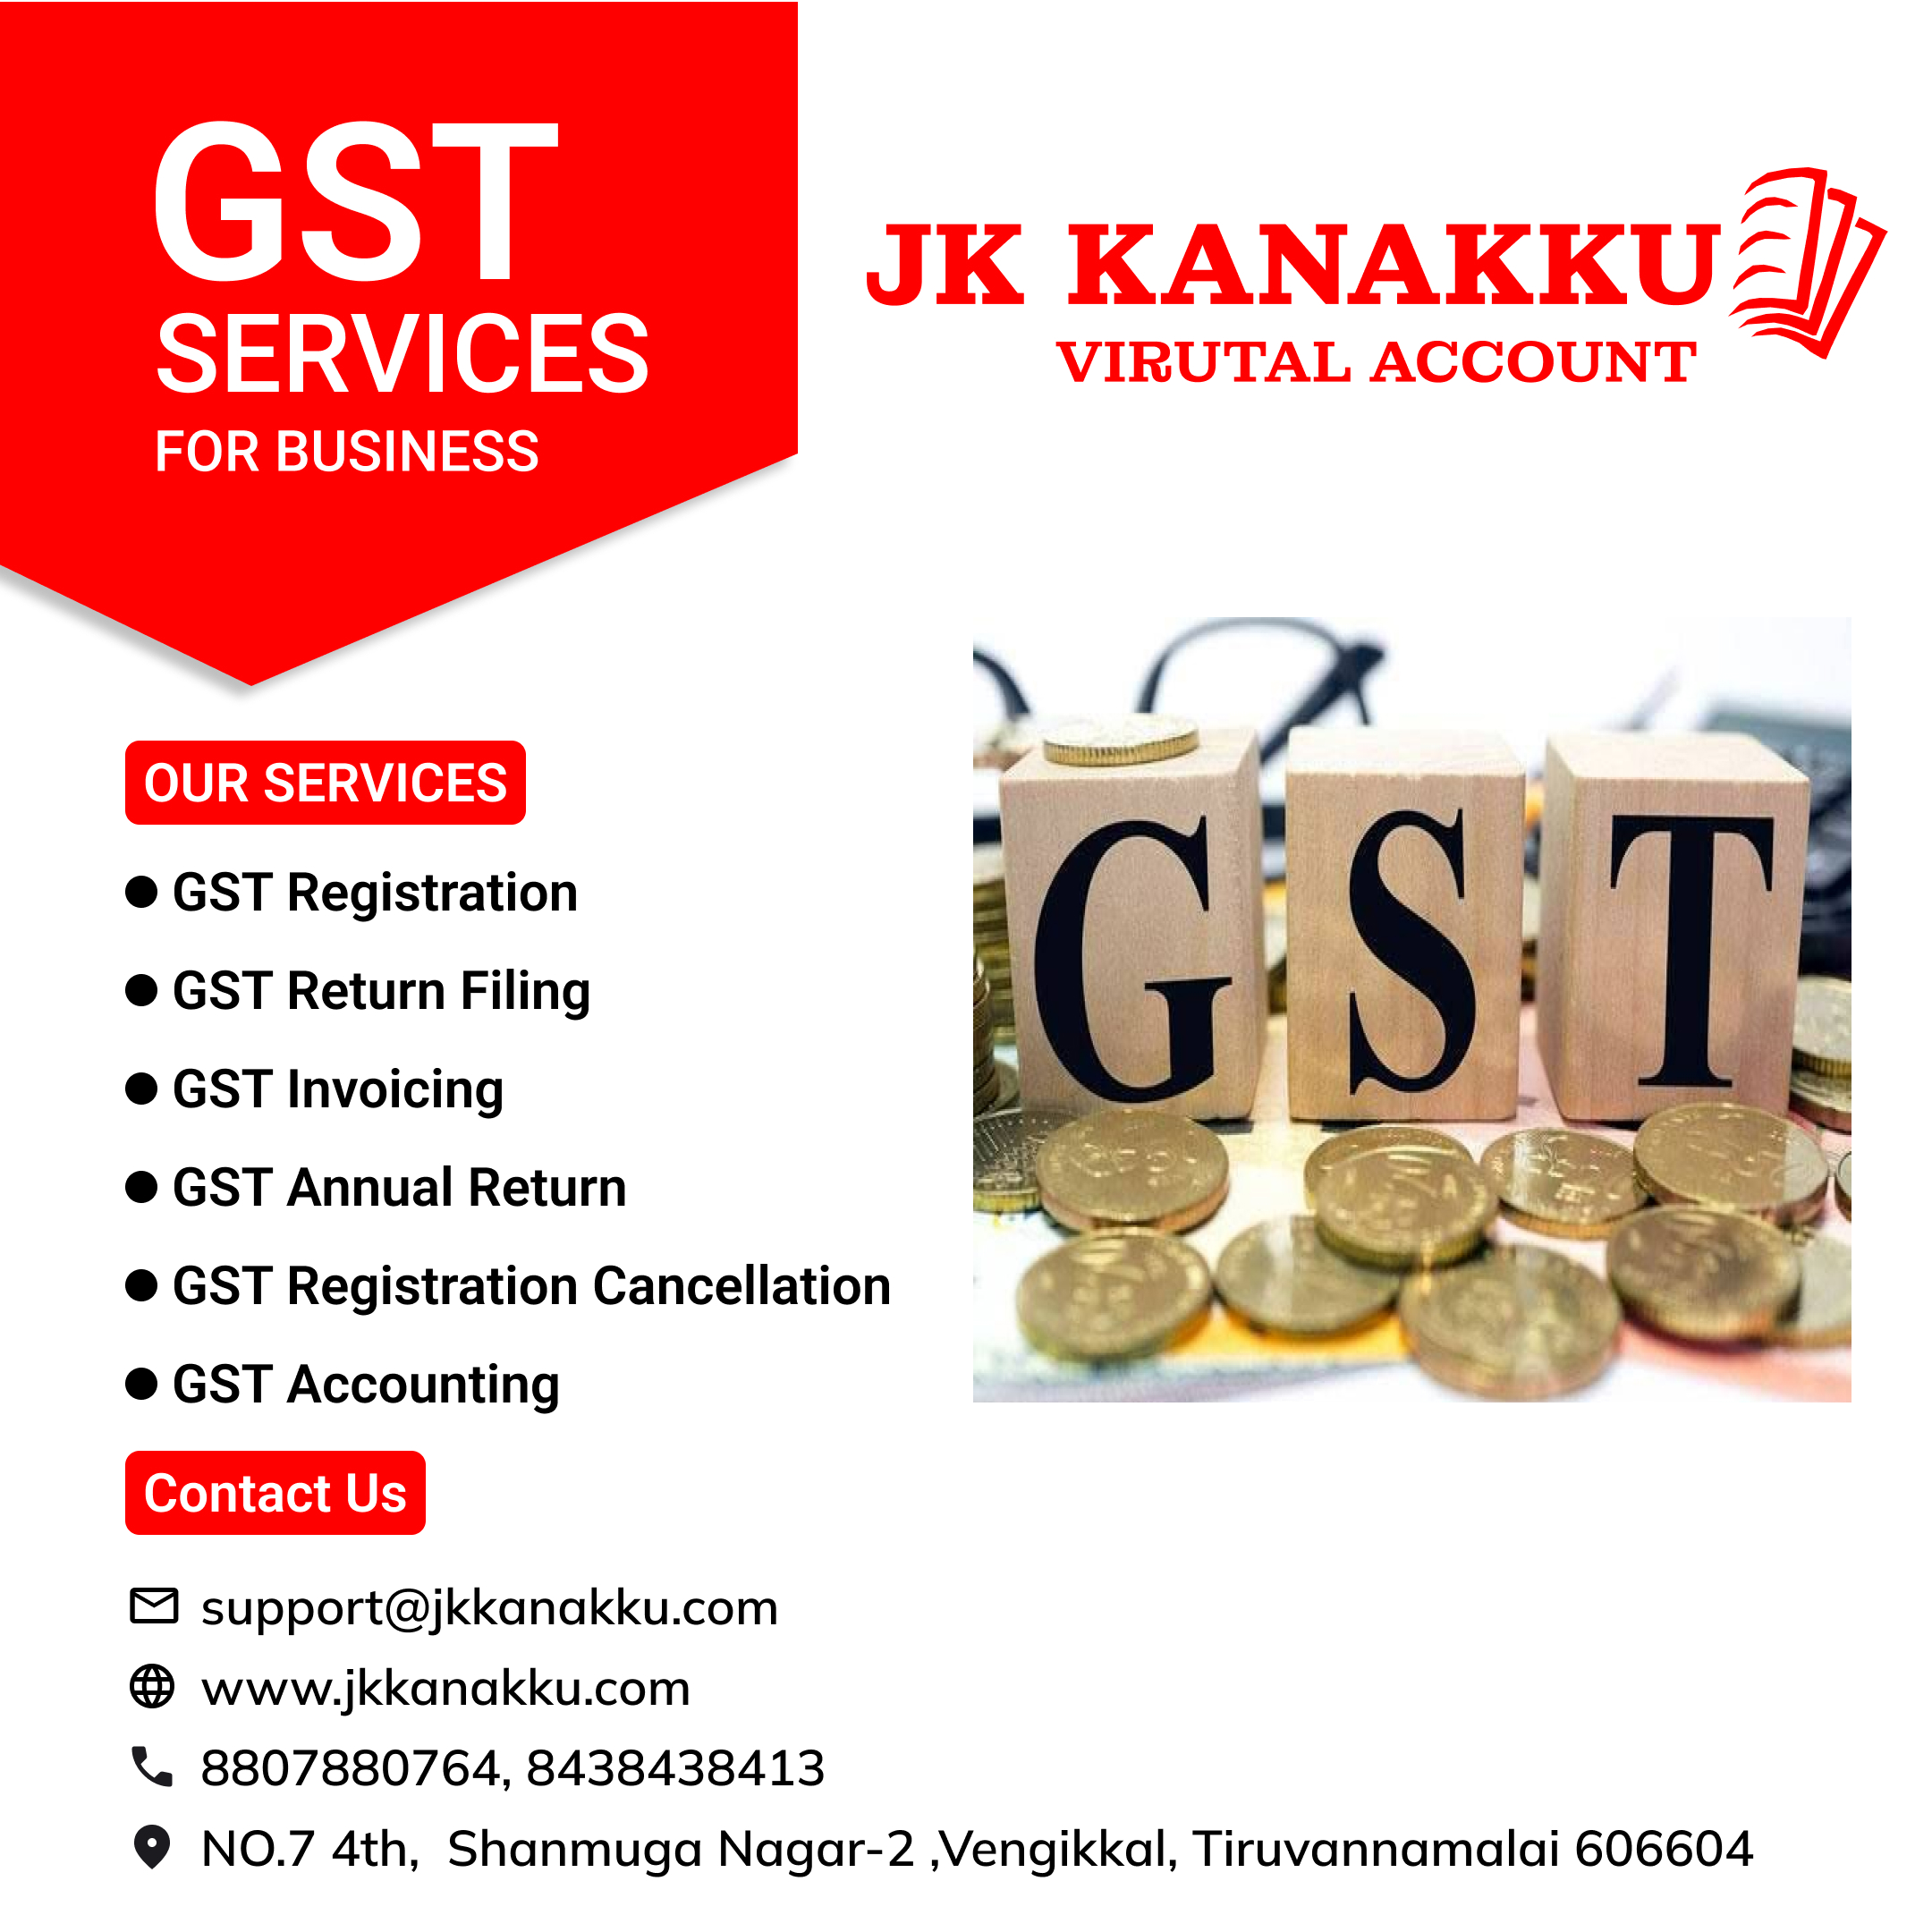 GST
SERVICES
FOR BUSINESS
JK KANAKKU
VIRUTAL ACCOUNT
OUR SERVICES
● GST Registration
● GST Return Filing
● GST Invoicing
● GST Annual Return
● GST Registration Cancellation
● GST Accounting
G S T
Contact Us
support@jkkanakku.com
www.jkkanakku.com
8807880764, 8438438413
NO.7 4th,  Shanmuga Nagar-2 ,Vengikkal, Tiruvannamalai 606604